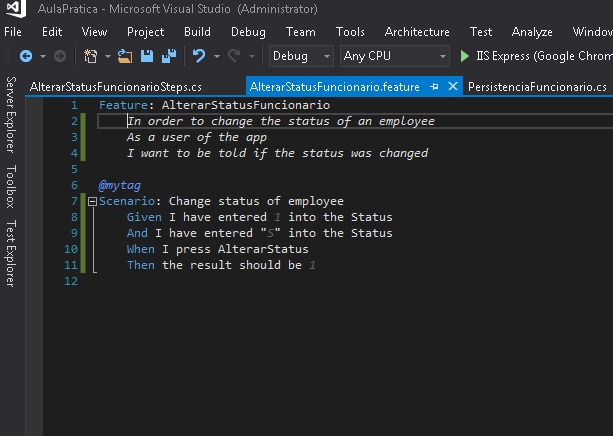 AulaPratica - Microsoft Visual Studio (Administrator)
File Edit View Project Build Debug Team Tools Architecture Test Analyze Window
Debug Any CPU IIS Express (Google Chrom
AlterarStatusFuncionarioSteps.cs AlterarStatusFuncionario.feature PersistenciaFuncionario.cs
Server Explorer
Toolbox
Test Explorer
1 Feature: AlterarStatusFuncionario
2 In order to change the status of an employee
3 As a user of the app
4 I want to be told if the status was changed
5
6 @mytag
7 Scenario: Change status of employee
8 Given I have entered 1 into the Status
9 And I have entered "S" into the Status
10 When I press AlterarStatus
11 Then the result should be 1
12